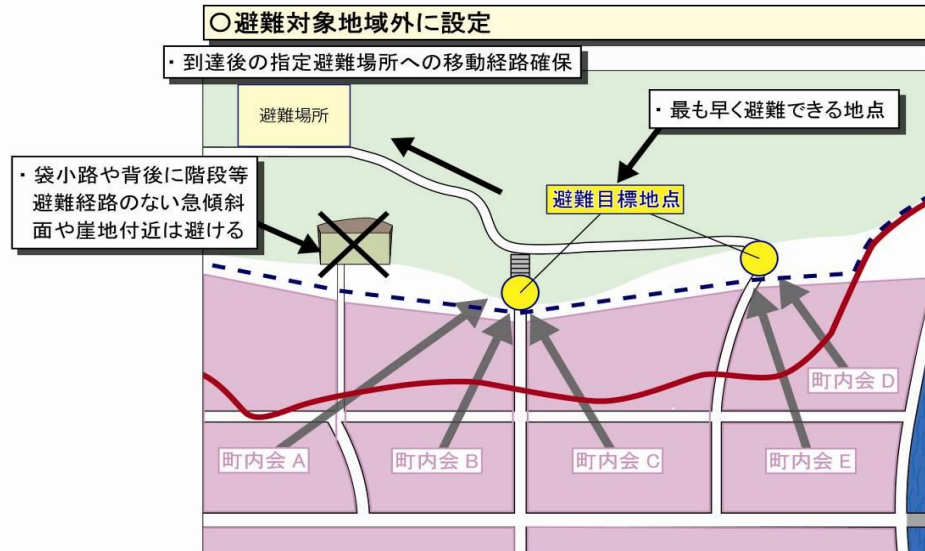 〇避難対象地域外に設定
・到達後の指定避難場所への移動経路確保
避難場所
・最も早く避難できる地点
・袋小路や背後に階段等
避難経路のない急傾斜
面や崖地付近は避ける
避難目標地点
町内会 D
町内会 A
町内会 B
町内会 C
町内会 E